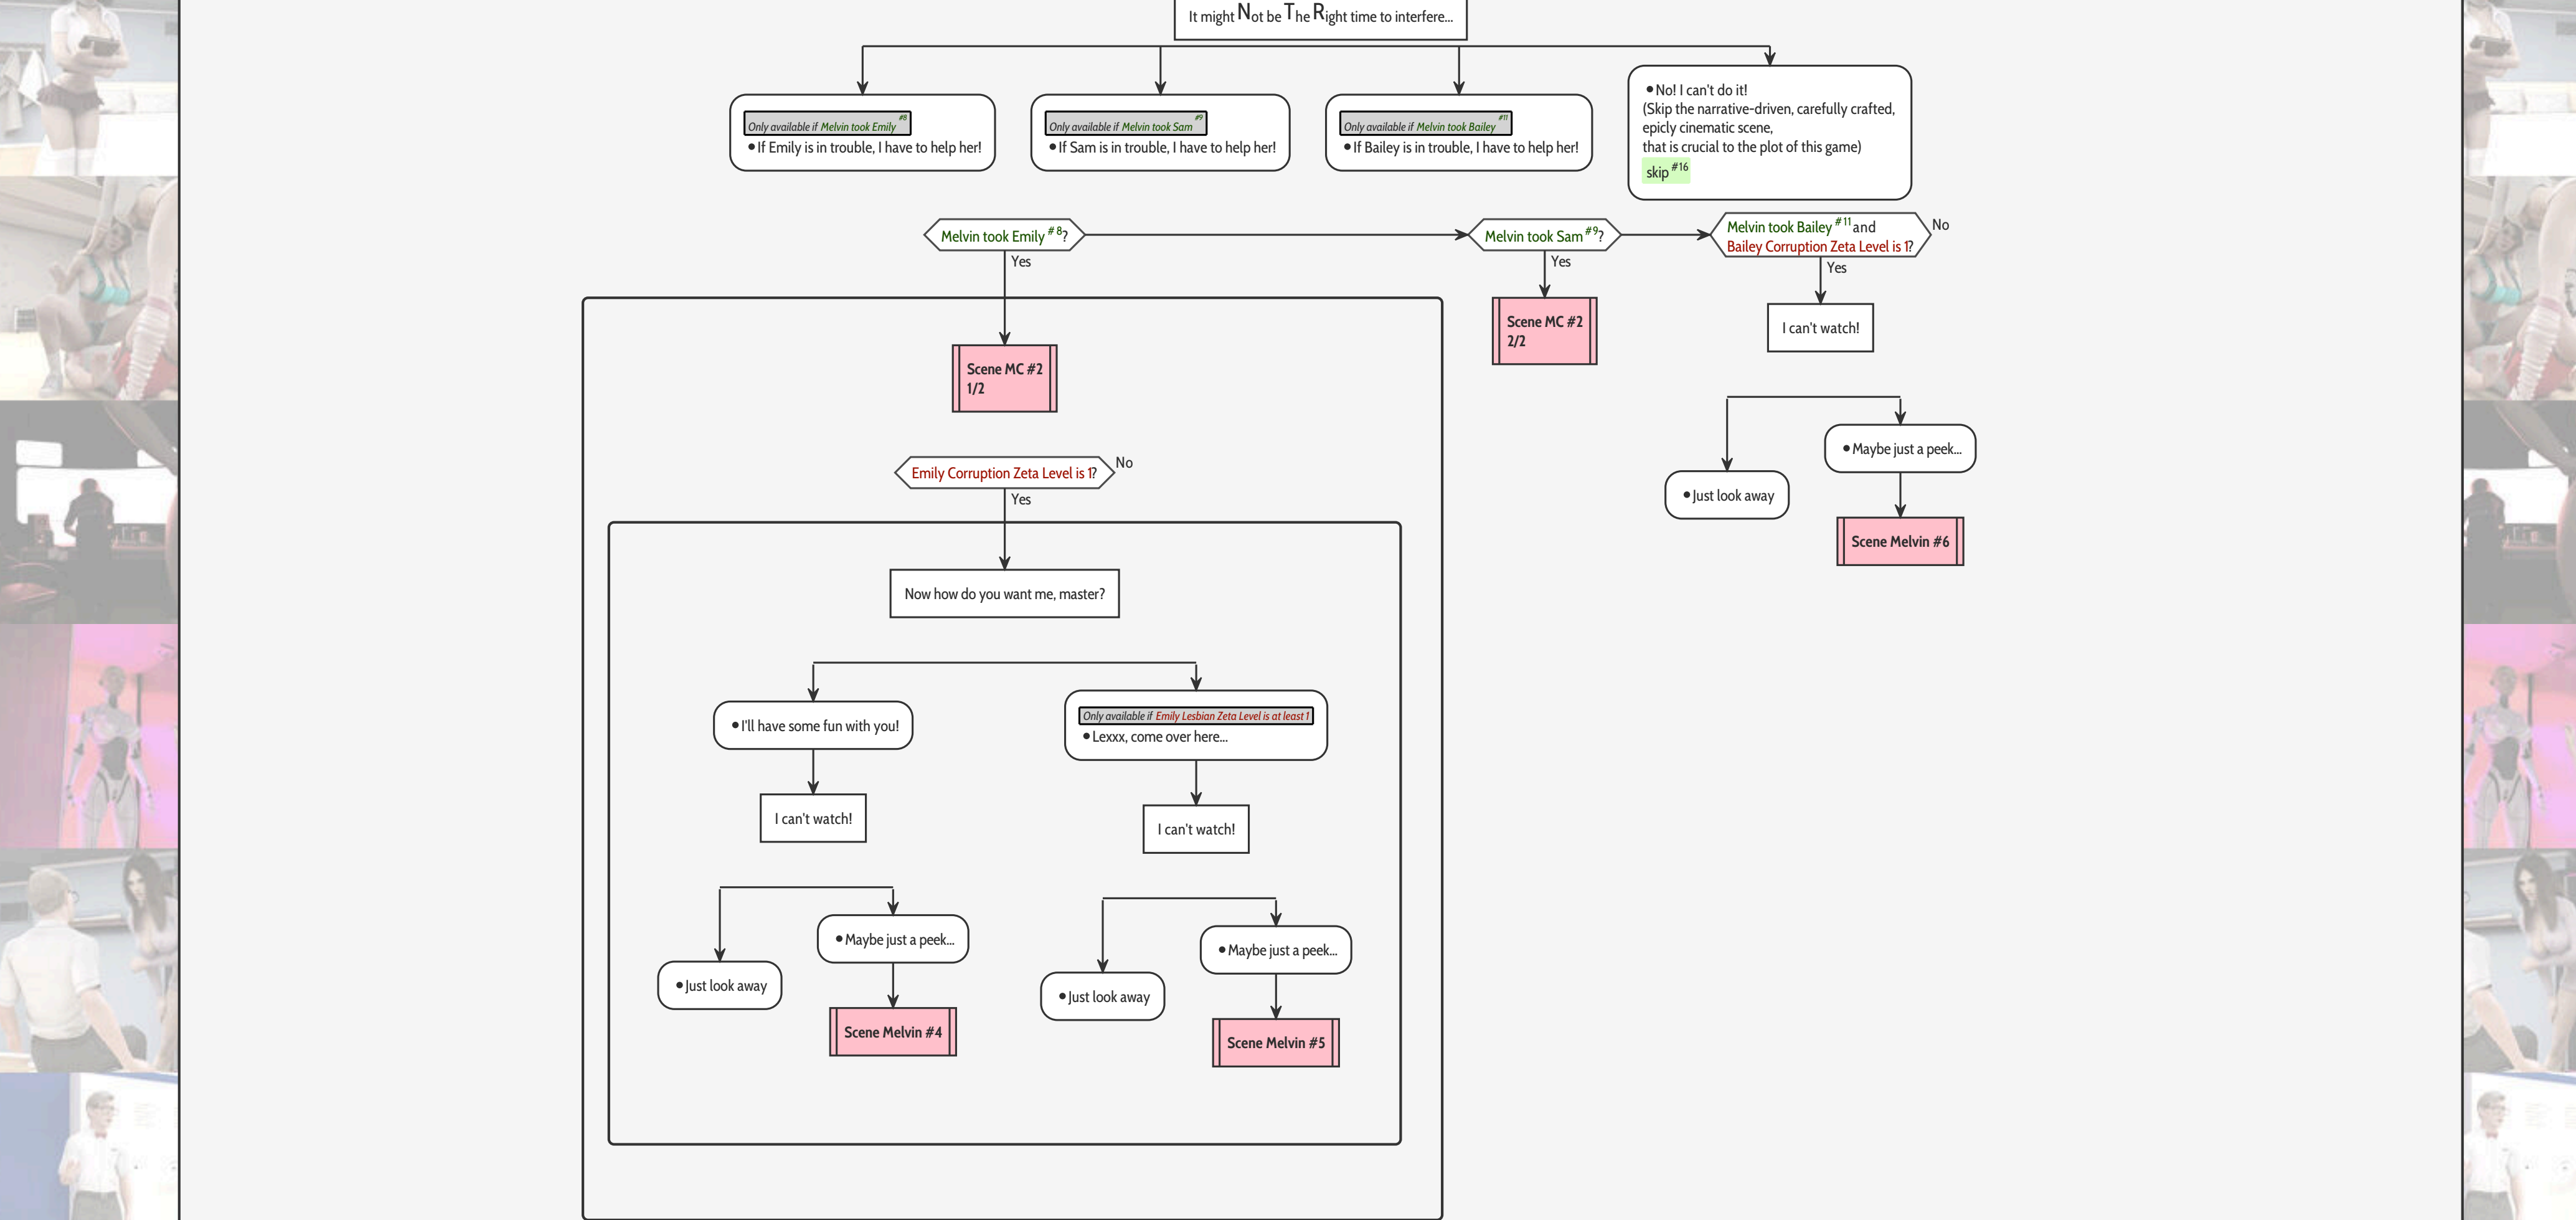 It might Not be The Right time to interfere...
Only available if Melvin took Emily #8
•If Emily is in trouble, I have to help her!
Only available if Melvin took Sam #9
•If Sam is in trouble, I have to help her!
Only available if Melvin took Bailey #11
•If Bailey is in trouble, I have to help her!
•No! I can't do it!
(Skip the narrative-driven, carefully crafted,
epicly cinematic scene,
that is crucial to the plot of this game)
skip #16
Melvin took Emily #8?
Yes
Melvin took Sam #9?
Yes
Melvin took Bailey #11 and
Bailey Corruption Zeta Level is 1?
No
Yes
Scene MC #2
2/2
I can't watch!
Scene MC #2
1/2
•Maybe just a peek...
•Just look away
Scene Melvin #6
Emily Corruption Zeta Level is 1?
No
Yes
Now how do you want me, master?
•I'll have some fun with you!
Only available if Emily Lesbian Zeta Level is at least 1
•Lexxx, come over here...
I can't watch!
I can't watch!
•Maybe just a peek...
•Just look away
Scene Melvin #4
•Maybe just a peek...
•Just look away
Scene Melvin #5